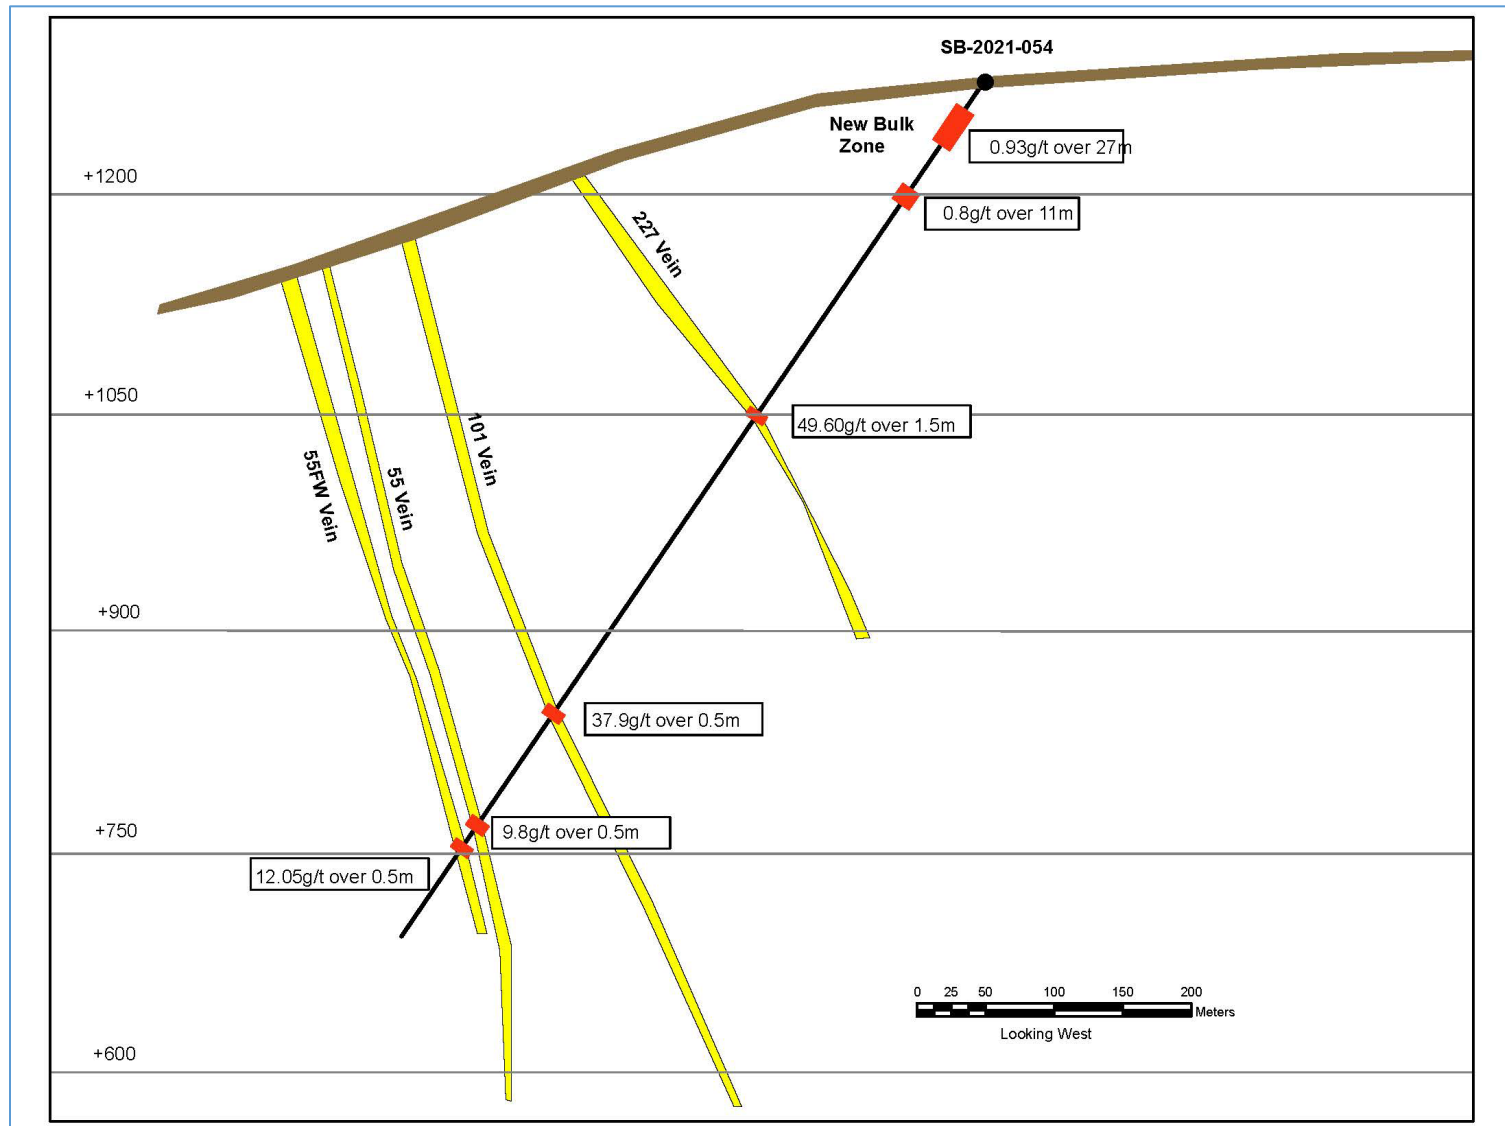 SB-2021-054
New Bulk
Zone
0.93g/t over 27m
+1200
0.8g/t over 11m
227 Vein
+1050
49.60g/t over 1.5m
101 Vein
55 Vein
55FW Vein
+900
37.9g/t over 0.5m
+750
9.8g/t over 0.5m
12.05g/t over 0.5m
0 25 50 100 150 200
Meters
Looking West
+600